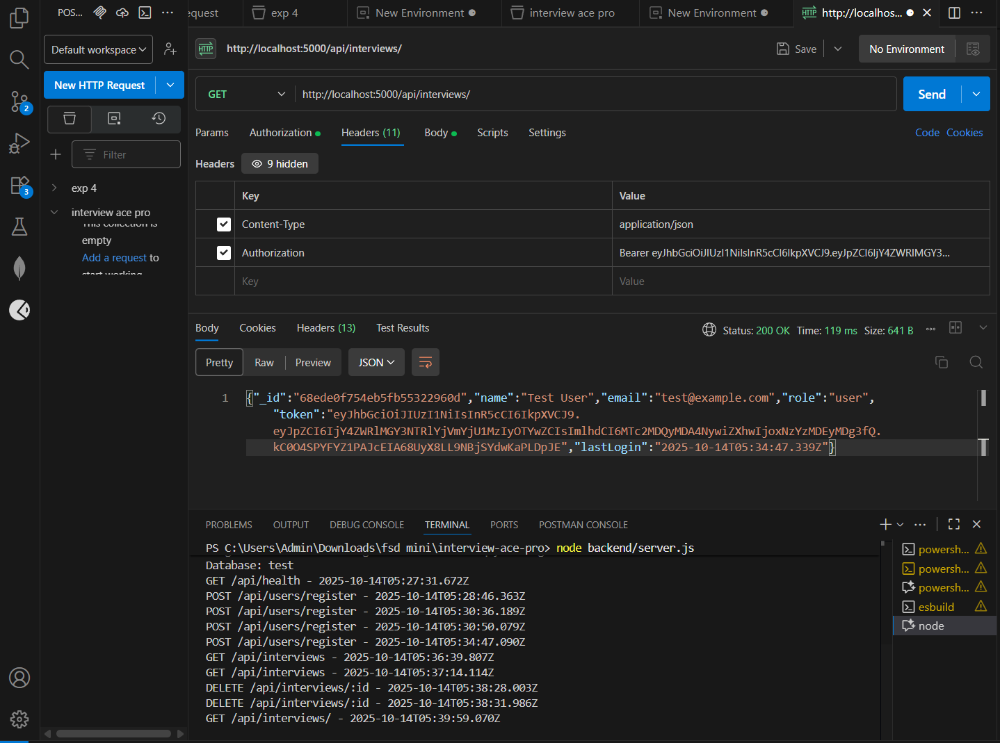 POS...
equest
exp 4
New Environment
interview ace pro
New Environment
http://localhos...
Default workspace
http://localhost:5000/api/interviews/
Save
No Environment
New HTTP Request
GET
http://localhost:5000/api/interviews/
Send
2
3
Params
Authorization
Headers (11)
Body
Scripts
Settings
Code
Cookies
Filter
Headers
9 hidden
exp 4
interview ace pro
This collection is
empty
Add a request to
start working
Key
Value
Content-Type
application/json
Authorization
Bearer eyJhbGciOiJIUzI1NiIsInR5cCI6IkpXVCJ9.eyJpZCI6IjY4ZWRlMGY3...
Key
Value
Body
Cookies
Headers (13)
Test Results
Status: 200 OK
Time: 119 ms
Size: 641 B
Pretty
Raw
Preview
JSON
1
{"_id":"68ede0f754eb5fb55322960d","name":"Test User","email":"test@example.com","role":"user",
"token":"eyJhbGciOiJIUzI1NiIsInR5cCI6IkpXVCJ9.
eyJpZCI6IjY4ZWRlMGY3NTRlYjVmYjU1MzIyOTYwZCIsImlhdCI6MTc2MDQyMDA4NywiZXhwIjoxNzYzMDEyMDg3fQ.
kC0O4SPYFYZ1PAJcEIA68UyX8LL9NBjSYdwKaPLDpJE","lastLogin":"2025-10-14T05:34:47.339Z"}
PROBLEMS
OUTPUT
DEBUG CONSOLE
TERMINAL
PORTS
POSTMAN CONSOLE
PS C:\Users\Admin\Downloads\fsd mini\interview-ace-pro> node backend/server.js
Database: test
GET /api/health - 2025-10-14T05:27:31.672Z
POST /api/users/register - 2025-10-14T05:28:46.363Z
POST /api/users/register - 2025-10-14T05:30:36.189Z
POST /api/users/register - 2025-10-14T05:30:50.079Z
POST /api/users/register - 2025-10-14T05:34:47.090Z
GET /api/interviews - 2025-10-14T05:36:39.807Z
GET /api/interviews - 2025-10-14T05:37:14.114Z
DELETE /api/interviews/:id - 2025-10-14T05:38:28.003Z
DELETE /api/interviews/:id - 2025-10-14T05:38:31.986Z
GET /api/interviews/ - 2025-10-14T05:39:59.070Z
powersh...
powersh...
powersh...
esbuild
node